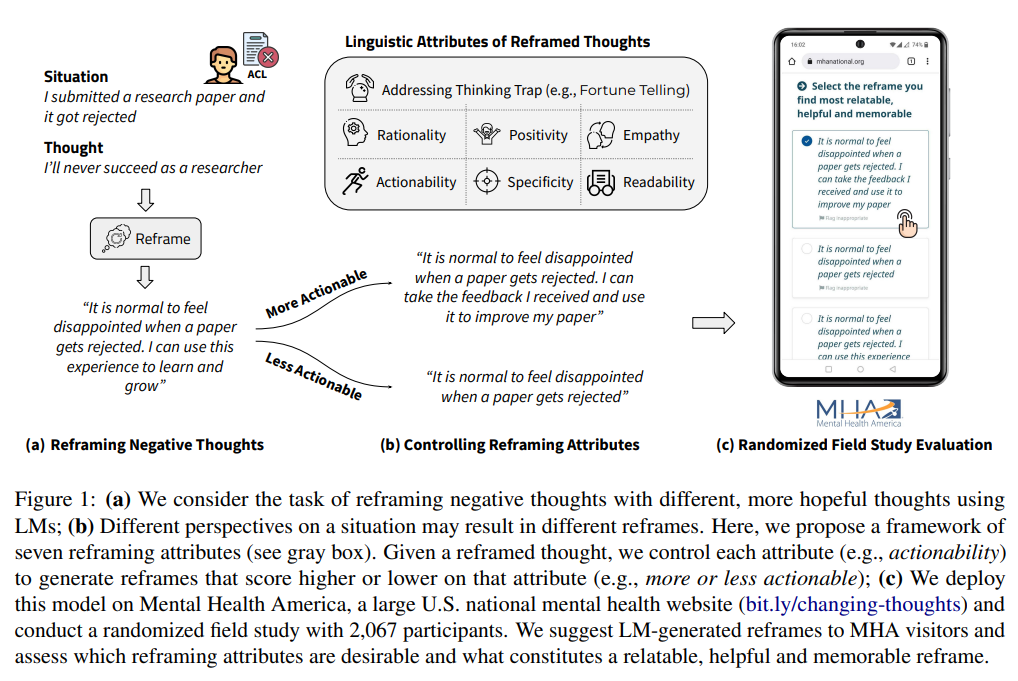 Situation
I submitted a research paper and
it got rejected
ACL
Thought
I'll never succeed as a researcher
Reframe
"It is normal to feel
disappointed when a paper
gets rejected. I can use this
experience to learn and
grow"
(a) Reframing Negative Thoughts
Linguistic Attributes of Reframed Thoughts
Addressing Thinking Trap (e.g., Fortune Telling)
Rationality
Positivity
Empathy
Actionability
Specificity
Readability
More Actionable
"It is normal to feel disappointed
when a paper gets rejected. I can
take the feedback I received and use
it to improve my paper"
Less Actionable
"It is normal to feel disappointed
when a paper gets rejected"
(b) Controlling Reframing Attributes
16:02
74%
mhanational.org
1
Select the reframe you
find most relatable,
helpful and memorable
It is normal to feel
disappointed when a
paper gets rejected. I
can take the feedback I
received and use it to
improve my paper
Flag inappropriate
It is normal to feel
disappointed when a
paper gets rejected
Flag inappropriate
It is normal to feel
disappointed when a
paper gets rejected. I
can use this experience
MHA
Mental Health America
(c) Randomized Field Study Evaluation
Figure 1: (a) We consider the task of reframing negative thoughts with different, more hopeful thoughts using
LMs; (b) Different perspectives on a situation may result in different reframes. Here, we propose a framework of
seven reframing attributes (see gray box). Given a reframed thought, we control each attribute (e.g., actionability)
to generate reframes that score higher or lower on that attribute (e.g., more or less actionable); (c) We deploy
this model on Mental Health America, a large U.S. national mental health website (bit.ly/changing-thoughts) and
conduct a randomized field study with 2,067 participants. We suggest LM-generated reframes to MHA visitors and
assess which reframing attributes are desirable and what constitutes a relatable, helpful and memorable reframe.